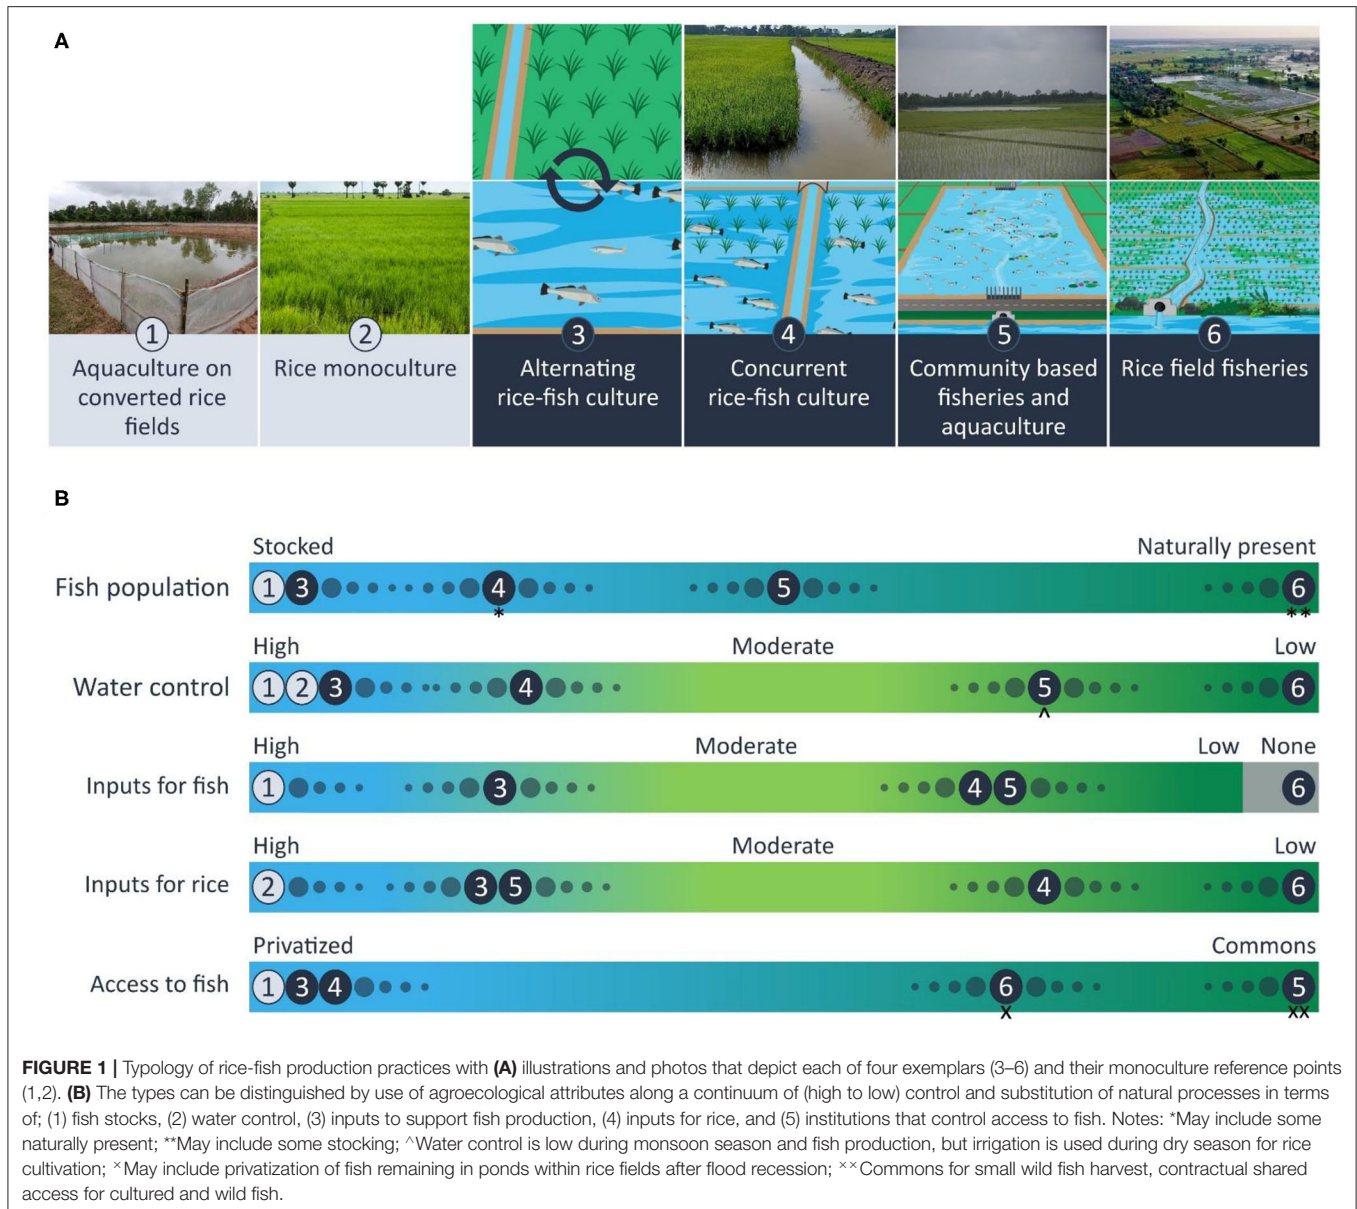 A
1
Aquaculture on
converted rice
fields
2
Rice monoculture
3
Alternating
rice-fish culture
4
Concurrent
rice-fish culture
5
Community based
fisheries and
aquaculture
6
Rice field fisheries
B
Stocked Naturally present
Fish population 1 3 4 5 6
* **
High Moderate Low
Water control 1 2 3 4 5 6
^
High Moderate Low None
Inputs for fish 1 3 4 5 6
High Moderate Low
Inputs for rice 2 3 5 4 6
Privatized Commons
Access to fish 1 3 4 6 5
x xx
FIGURE 1 | Typology of rice-fish production practices with (A) illustrations and photos that depict each of four exemplars (3–6) and their monoculture reference points
(1,2). (B) The types can be distinguished by use of agroecological attributes along a continuum of (high to low) control and substitution of natural processes in terms
of; (1) fish stocks, (2) water control, (3) inputs to support fish production, (4) inputs for rice, and (5) institutions that control access to fish. Notes: *May include some
naturally present; **May include some stocking; ^Water control is low during monsoon season and fish production, but irrigation is used during dry season for rice
cultivation; ×May include privatization of fish remaining in ponds within rice fields after flood recession; ××Commons for small wild fish harvest, contractual shared
access for cultured and wild fish.